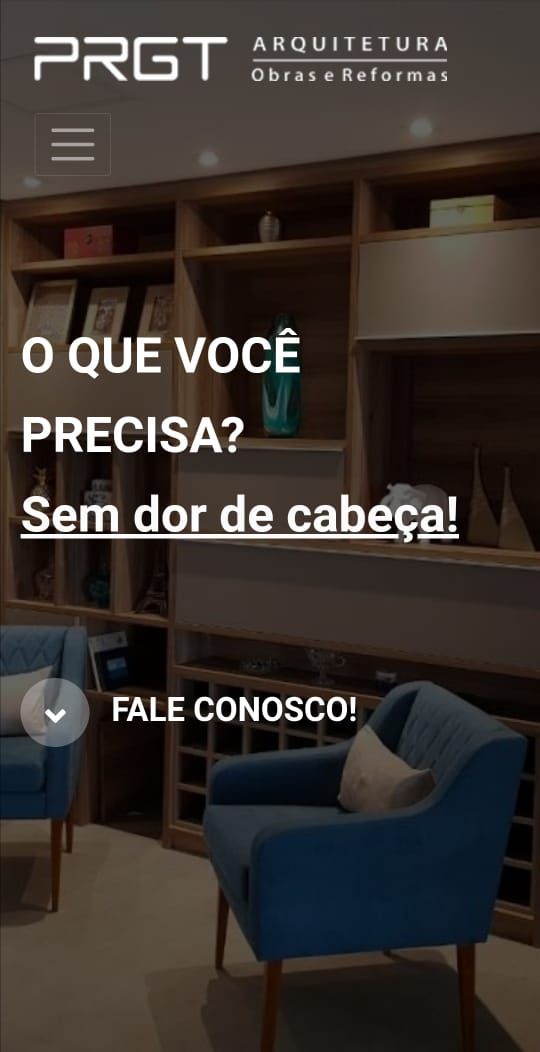 PRGT ARQUITETURA
Obras e Reformas
O QUE VOCÊ
PRECISA?
Sem dor de cabeça!
FALE CONOSCO!